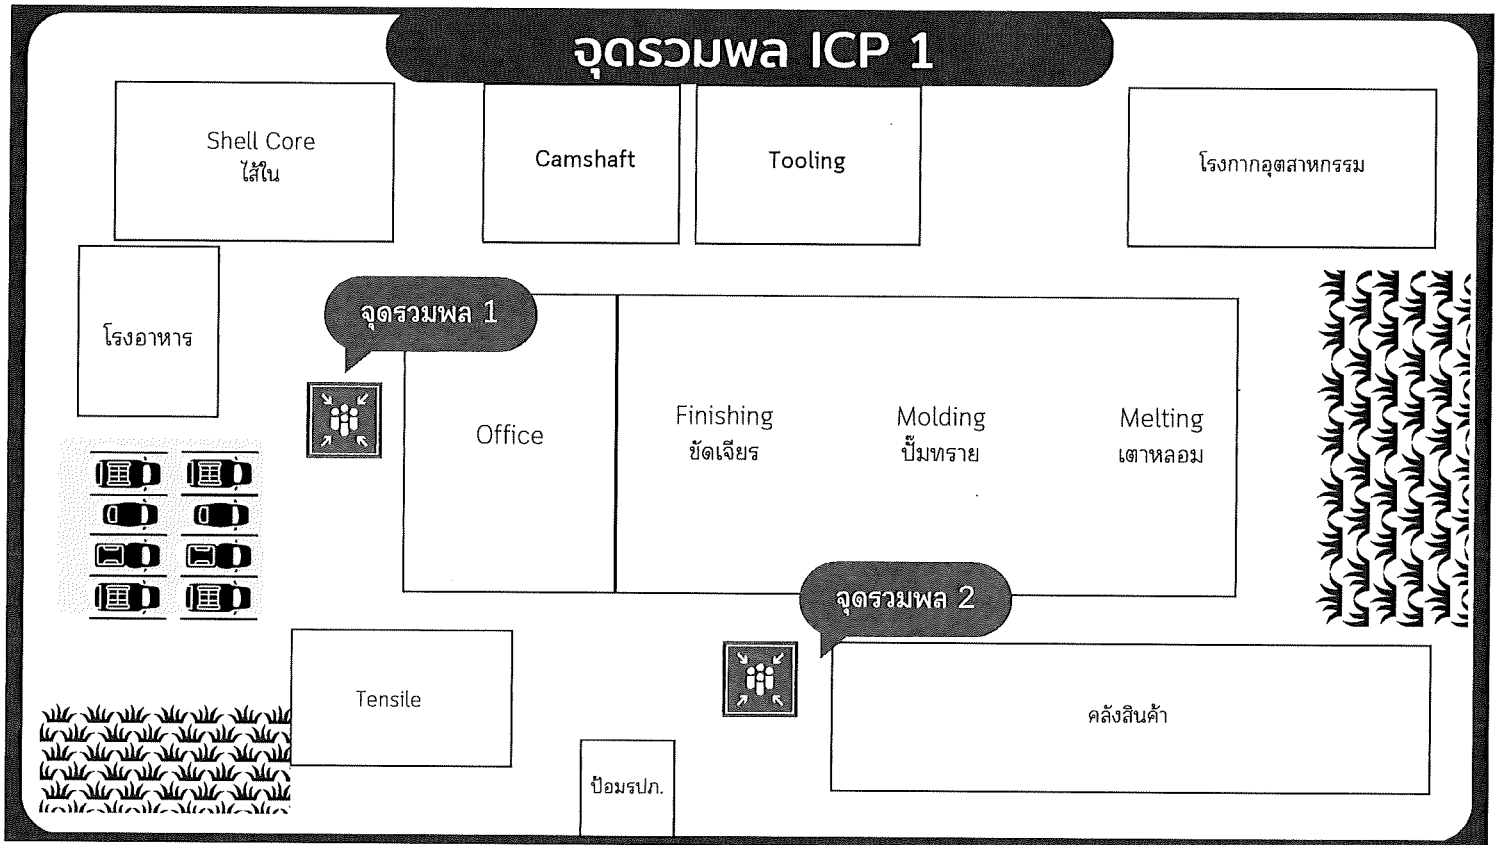 จุดรวมพล ICP 1
Shell Core
ไส้ใน
Camshaft
Tooling
โรงกากอุตสาหกรรม
โรงอาหาร
จุดรวมพล 1
Office
Finishing
ขัดเจียร
Molding
ปั๊มทราย
Melting
เตาหลอม
จุดรวมพล 2
Tensile
คลังสินค้า
ป้อมรปภ.